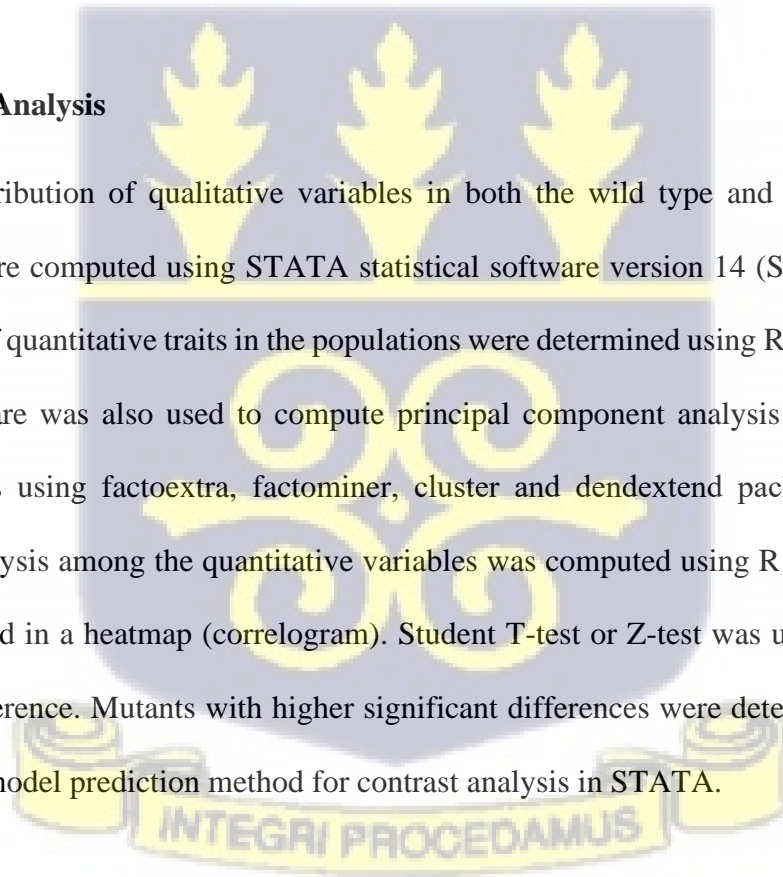 Analysis
ribution of qualitative variables in both the wild type and
re computed using STATA statistical software version 14 (S
f quantitative traits in the populations were determined using R
are was also used to compute principal component analysis
s using factoextra, factominer, cluster and dendextend pac
lysis among the quantitative variables was computed using R
d in a heatmap (correlogram). Student T-test or Z-test was u
erence. Mutants with higher significant differences were dete
model prediction method for contrast analysis in STATA.
INTEGRI PROCEDAMUS